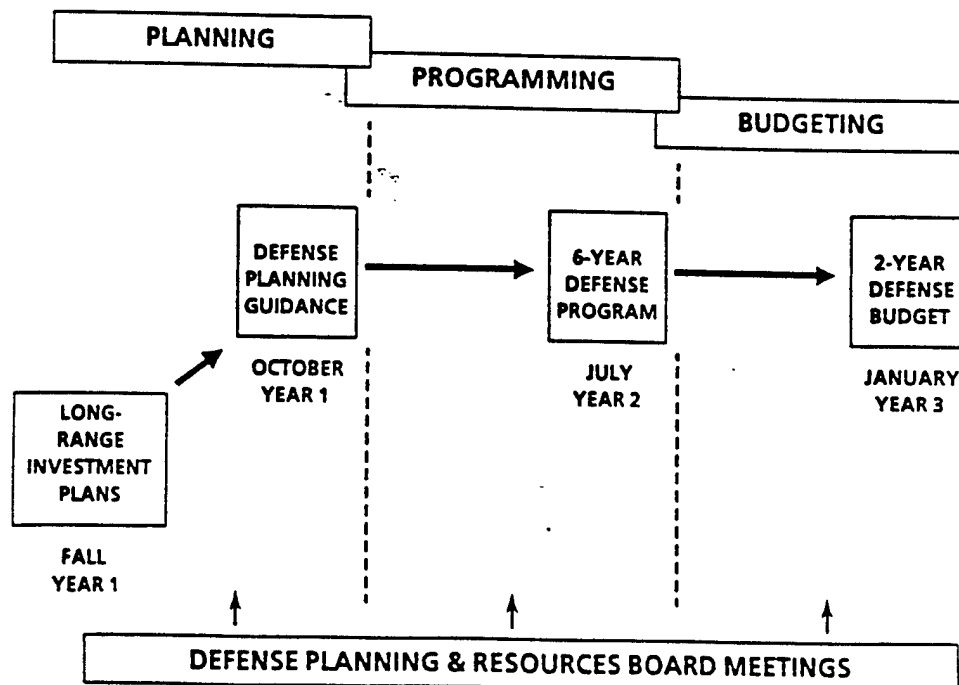 PLANNING
PROGRAMMING
BUDGETING
DEFENSE
PLANNING
GUIDANCE
OCTOBER
YEAR 1
6-YEAR
DEFENSE
PROGRAM
JULY
YEAR 2
2-YEAR
DEFENSE
BUDGET
JANUARY
YEAR 3
LONG-
RANGE
INVESTMENT
PLANS
FALL
YEAR 1
DEFENSE PLANNING & RESOURCES BOARD MEETINGS